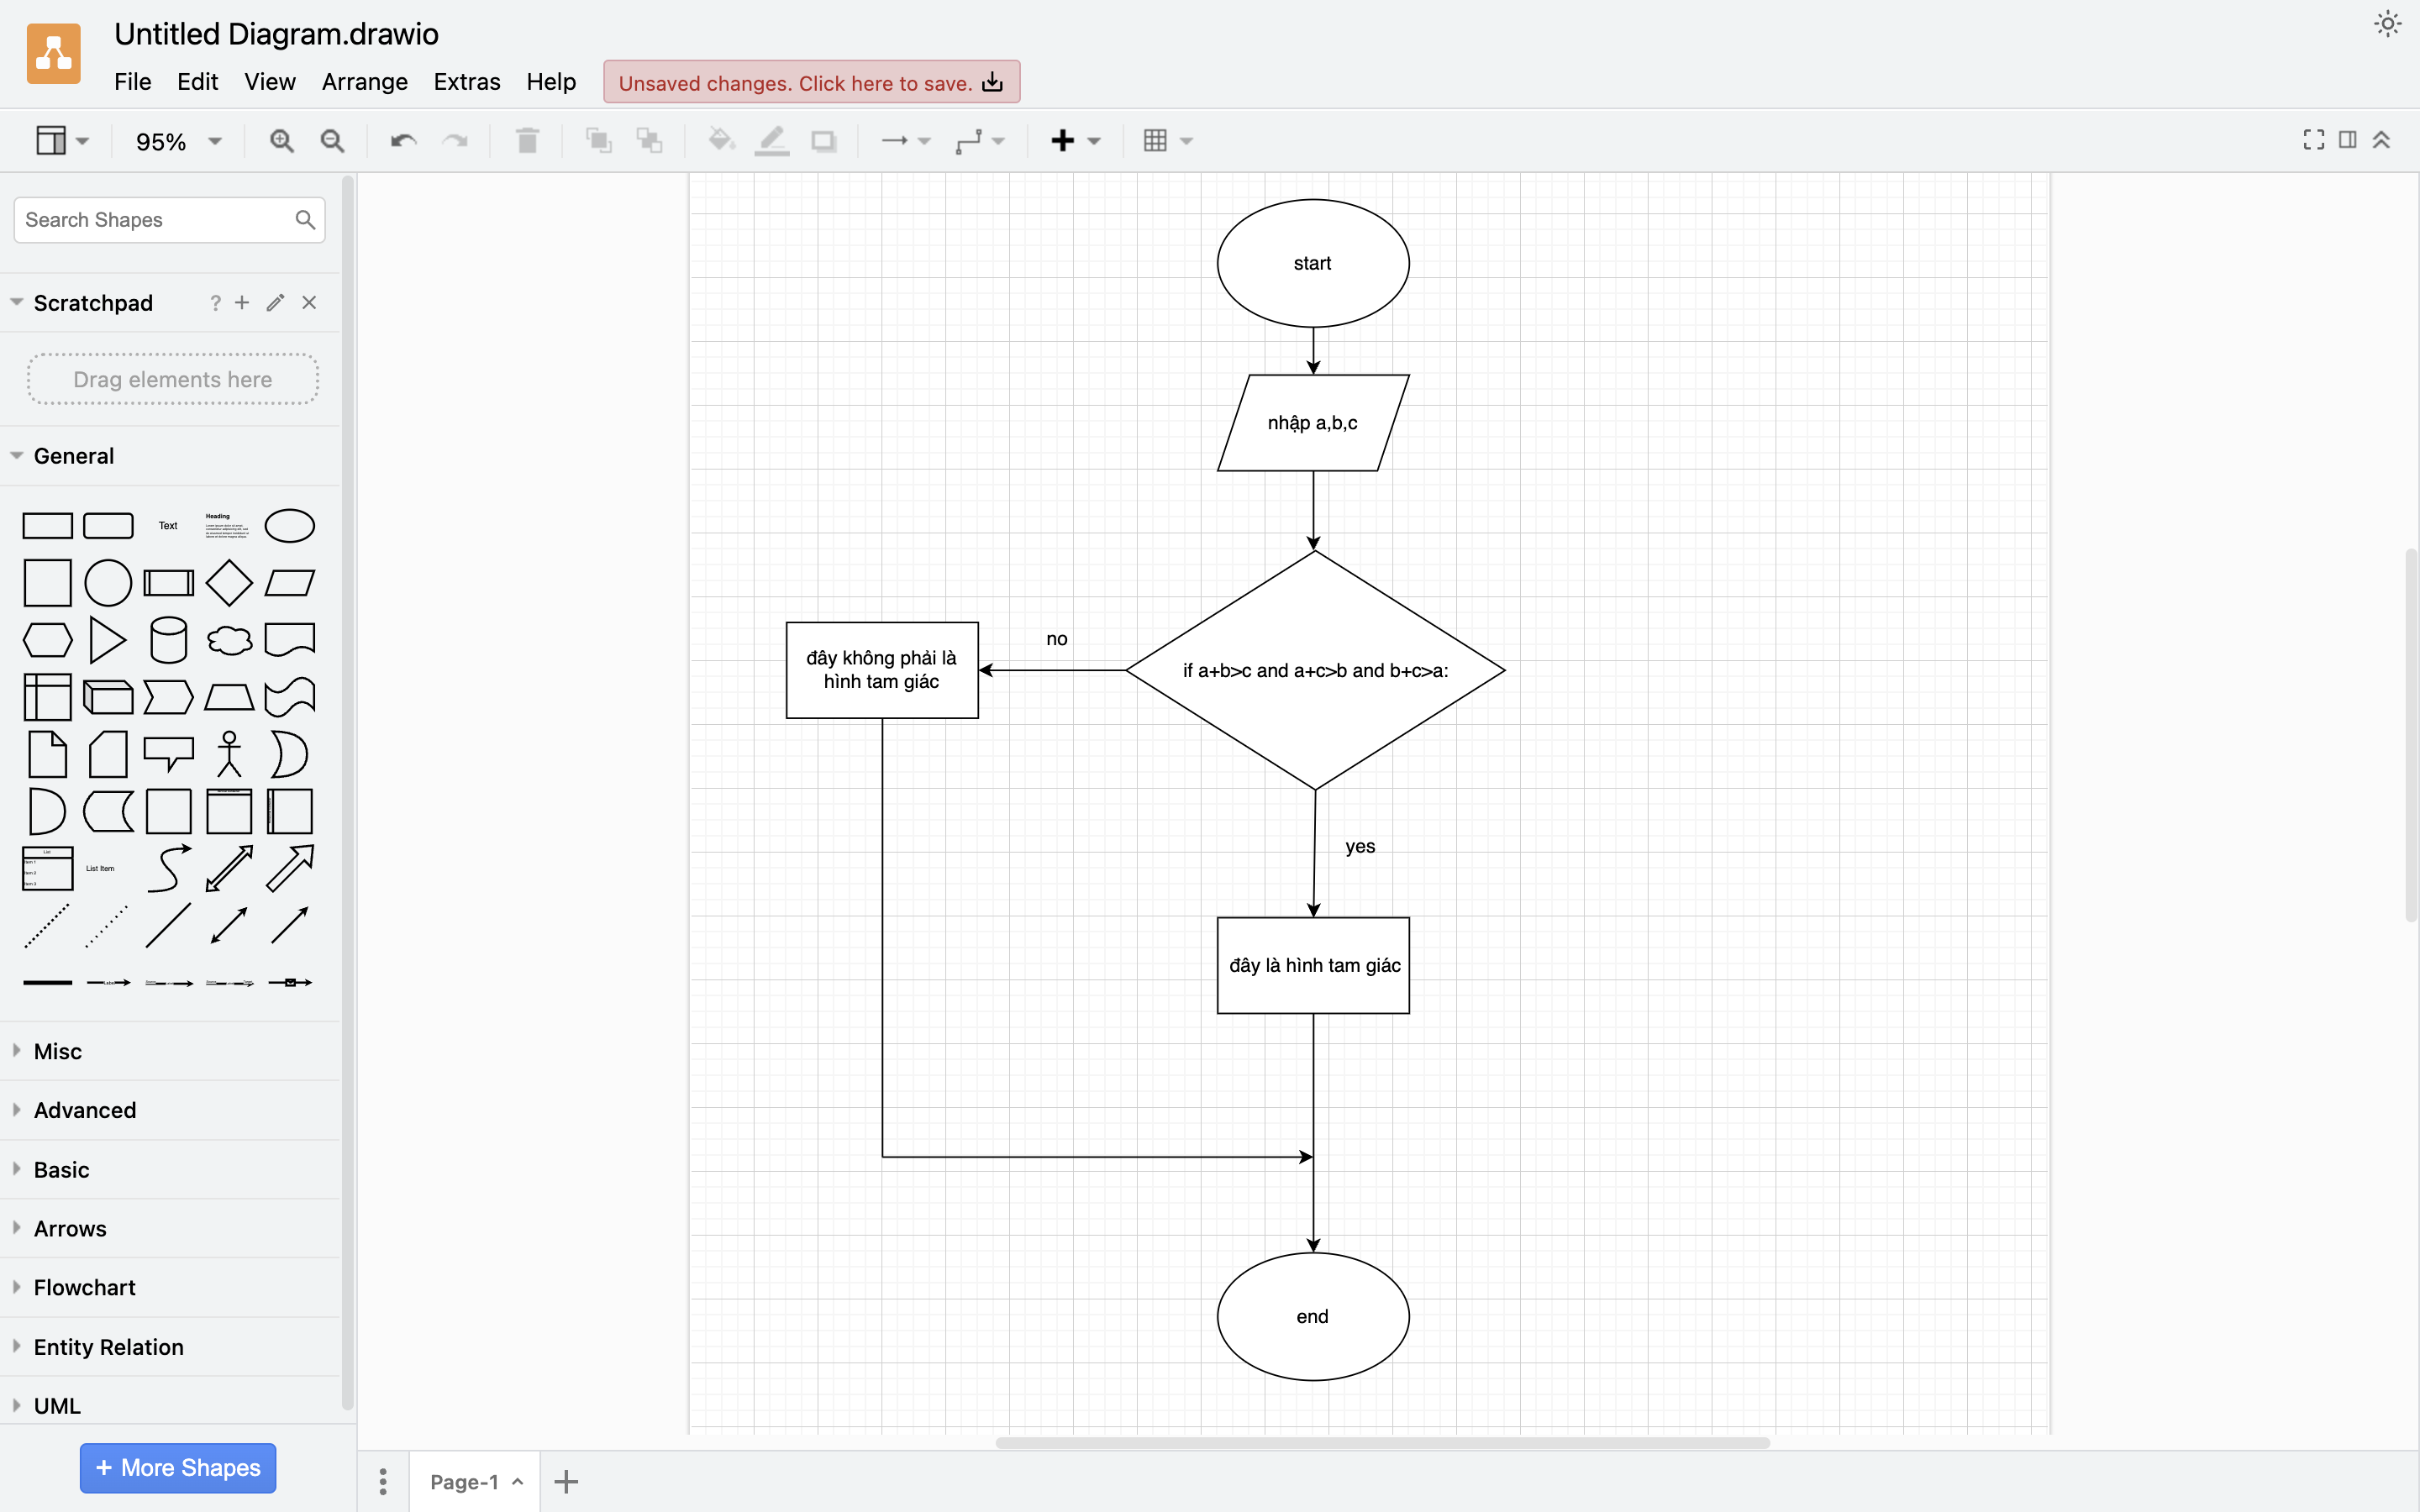 Untitled Diagram.drawio
File Edit View Arrange Extras Help Unsaved changes. Click here to save.
95%
Search Shapes
Scratchpad ?
Drag elements here
General
Text
Heading
List
List Item
Misc
Advanced
Basic
Arrows
Flowchart
Entity Relation
UML
+ More Shapes
start
nhập a,b,c
if a+b>c and a+c>b and b+c>a:
no
đây không phải là
hình tam giác
yes
đây là hình tam giác
end
Page-1